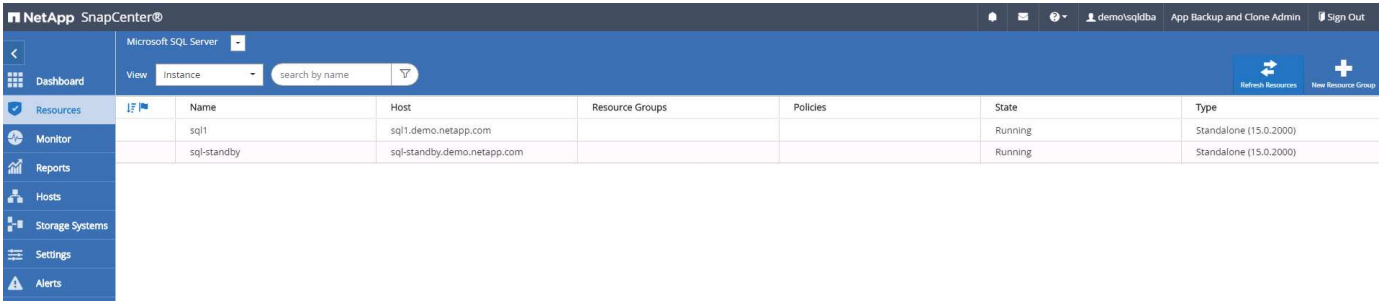 NetApp SnapCenter®
demo\sqldba App Backup and Clone Admin Sign Out
Microsoft SQL Server
View Instance search by name
Refresh Resources New Resource Group
Dashboard
Resources
Monitor
Reports
Hosts
Storage Systems
Settings
Alerts
Name Host Resource Groups Policies State Type
sql1 sql1.demo.netapp.com Running Standalone (15.0.2000)
sql-standby sql-standby.demo.netapp.com Running Standalone (15.0.2000)